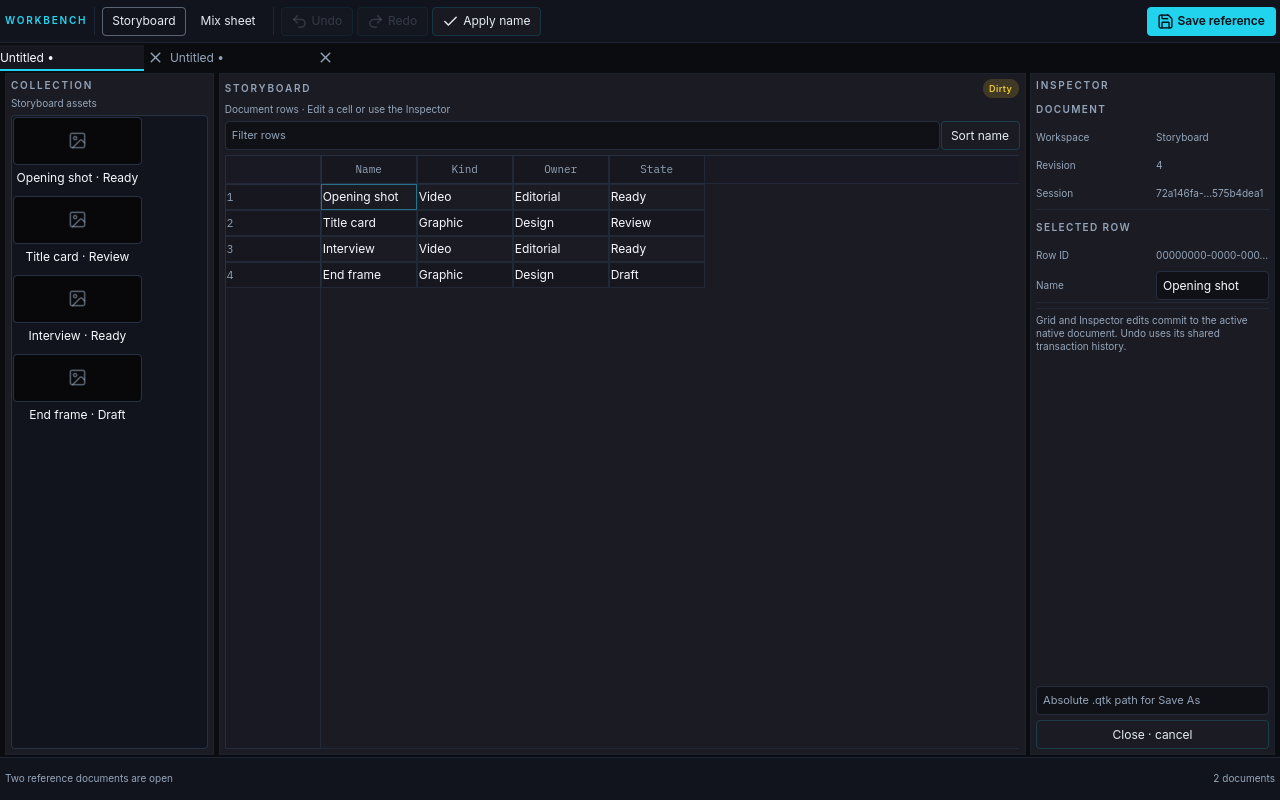 WORKBENCH
Storyboard
Mix sheet
Undo
Redo
Apply name
Save reference
Untitled •
Untitled •
COLLECTION
Storyboard assets
Opening shot · Ready
Title card · Review
Interview · Ready
End frame · Draft
STORYBOARD
Dirty
Document rows · Edit a cell or use the Inspector
Filter rows
Sort name
Name Kind Owner State
1 Opening shot Video Editorial Ready
2 Title card Graphic Design Review
3 Interview Video Editorial Ready
4 End frame Graphic Design Draft
INSPECTOR
DOCUMENT
Workspace Storyboard
Revision 4
Session 72a146fa-...575b4dea1
SELECTED ROW
Row ID 00000000-0000-000...
Name Opening shot
Grid and Inspector edits commit to the active
native document. Undo uses its shared
transaction history.
Absolute .qtk path for Save As
Close · cancel
Two reference documents are open
2 documents